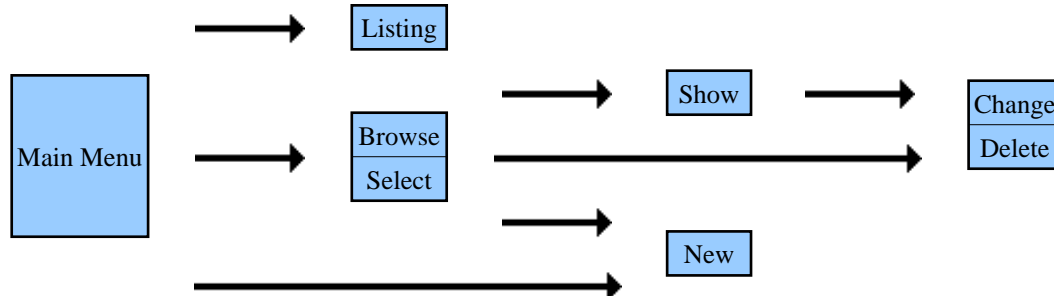 Listing
Show
Change
Main Menu
Browse
Delete
Select
New